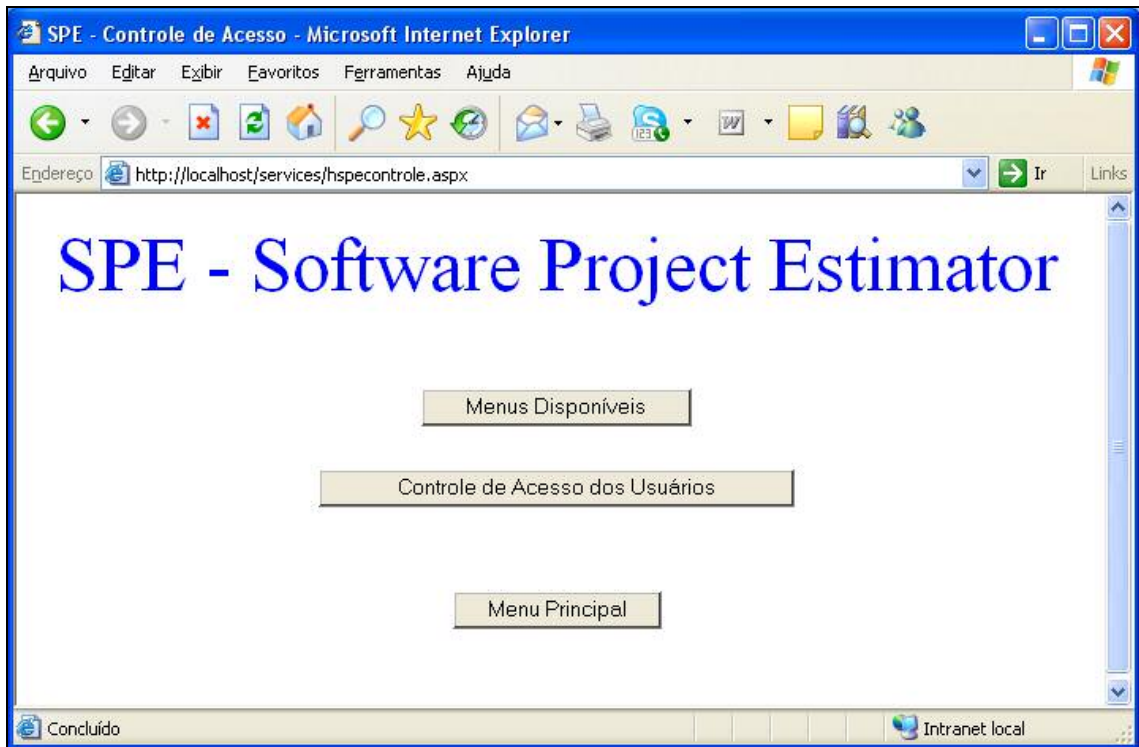 SPE - Controle de Acesso - Microsoft Internet Explorer
Arquivo Editar Exibir Favoritos Ferramentas Ajuda
123 W
Endereço http://localhost/services/hspecontrole.aspx Ir Links
SPE - Software Project Estimator
Menus Disponíveis
Controle de Acesso dos Usuários
Menu Principal
Concluído Intranet local